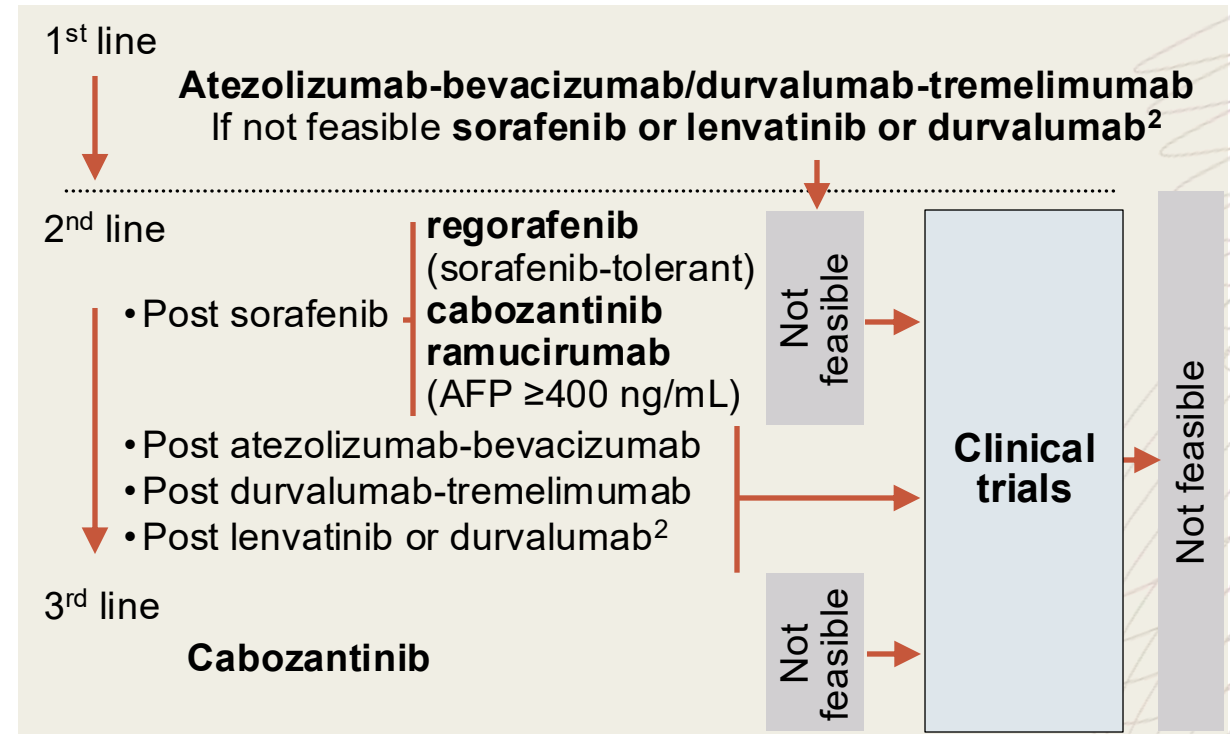 1st line
Atezolizumab-bevacizumab/durvalumab-tremelimumab
If not feasible sorafenib or lenvatinib or durvalumab²
2nd line
•Post sorafenib
regorafenib
(sorafenib-tolerant)
cabozantinib
ramucirumab
(AFP ≥400 ng/mL)
Not
feasible
•Post atezolizumab-bevacizumab
•Post durvalumab-tremelimumab
•Post lenvatinib or durvalumab²
Clinical
trials
Not feasible
3rd line
Cabozantinib
Not
feasible